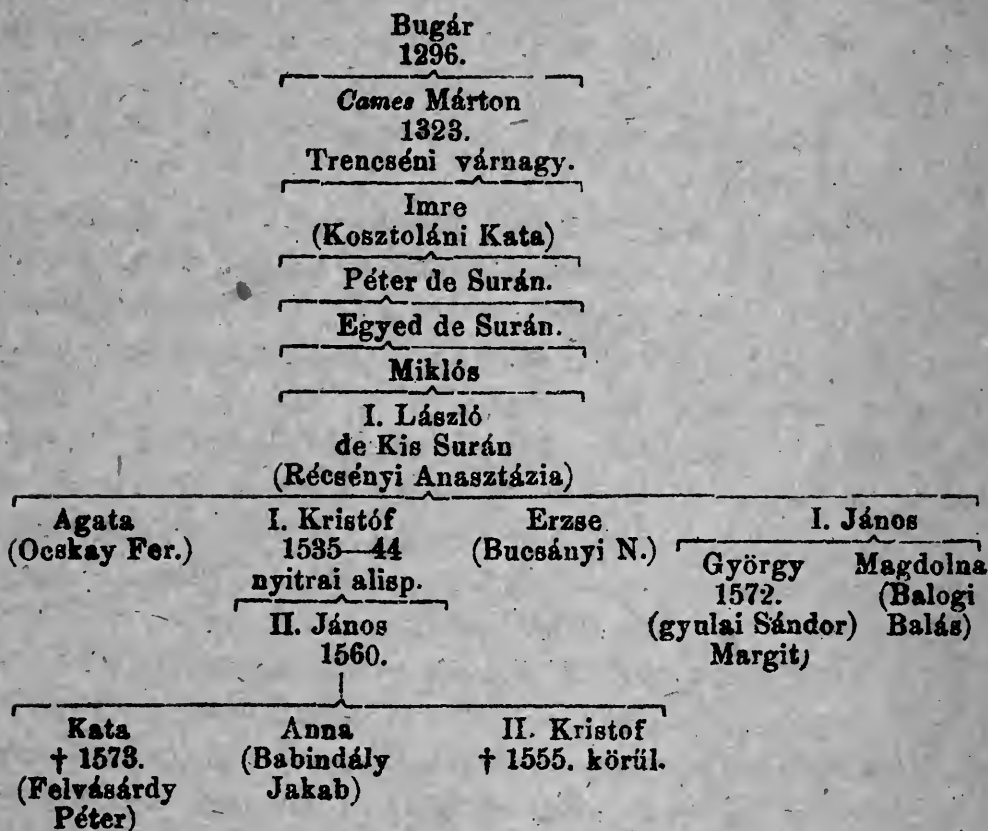 Bugár
1296.
Cames Márton
1323.
Trencséni várnagy.
Imre
(Kosztoláni Kata)
Péter de Surán.
Egyed de Surán.
Miklós
I. László
de Kis Surán
(Récsényi Anasztázia)
Agata
(Ocskay Fer.)
I. Kristóf
1535—44
nyitrai alisp.
Erzse
(Bucsányi N.)
I. János
György
1572.
(gyulai Sándor)
Margit)
Magdolna
(Balogi
Balás)
II. János
1560.
Kata
† 1573.
(Felvásárdy
Péter)
Anna
(Babindály
Jakab)
II. Kristof
† 1555. körül.